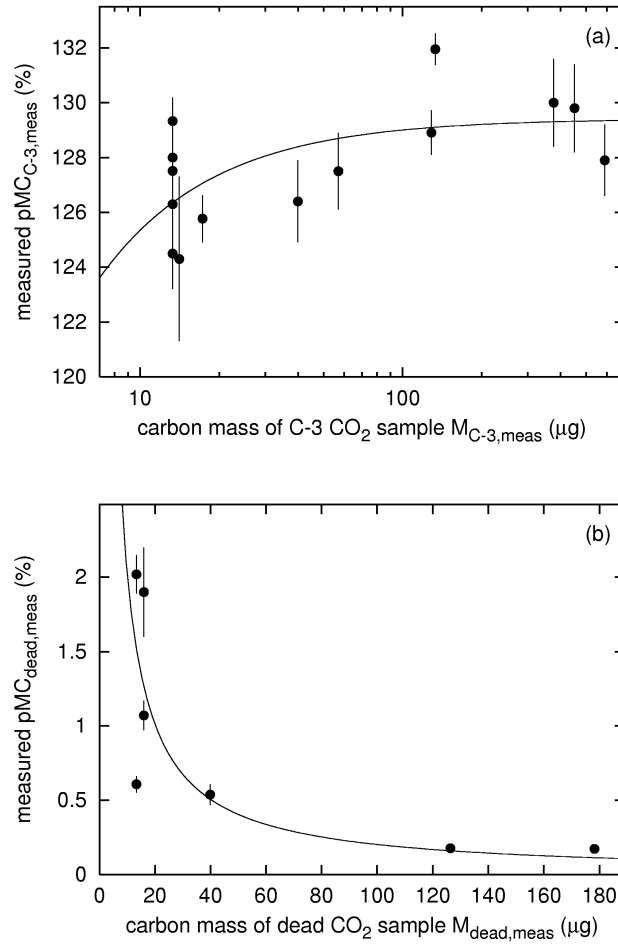 (a)
measured pMC_C-3,meas (%)
132
130
128
126
124
122
120
10 100
carbon mass of C-3 CO₂ sample M_C-3,meas (µg)
(b)
measured pMC_dead,meas (%)
2
1.5
1
0.5
0
0 20 40 60 80 100 120 140 160 180
carbon mass of dead CO₂ sample M_dead,meas (µg)